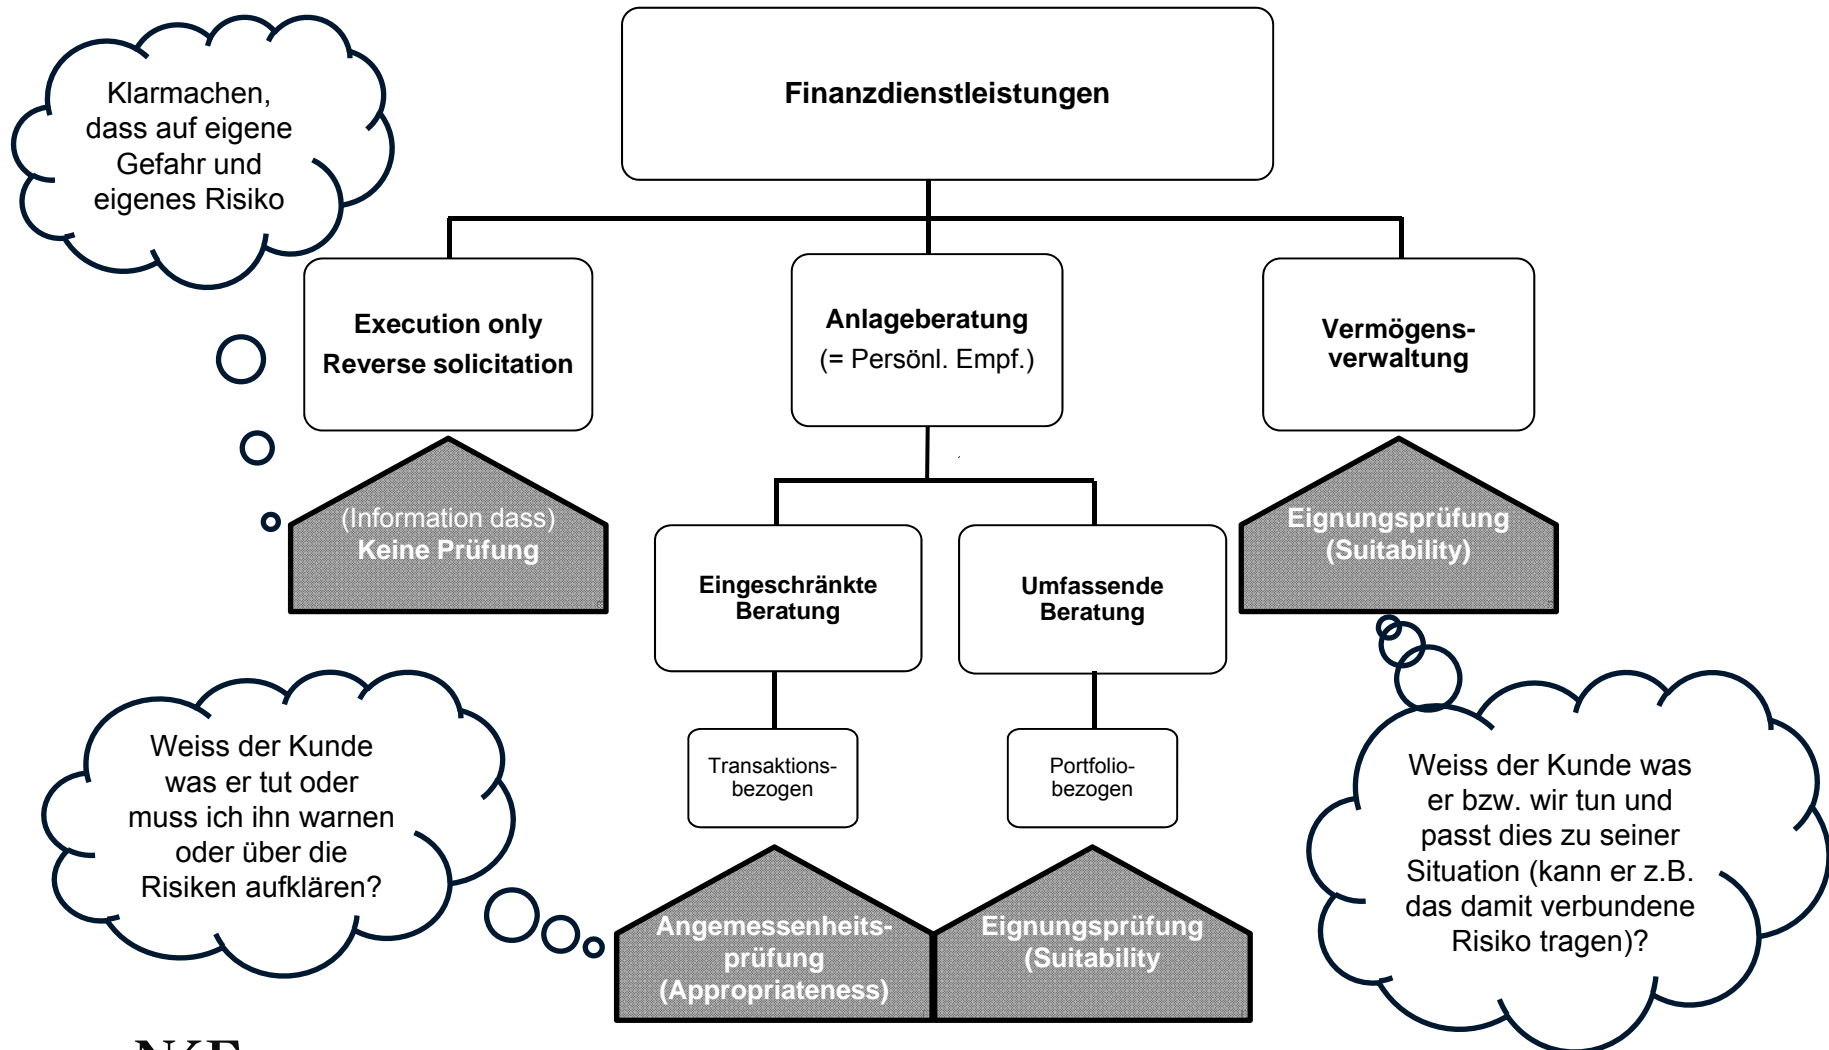 Finanzdienstleistungen
Klarmachen,
dass auf eigene
Gefahr und
eigenes Risiko
Execution only
Reverse solicitation
Anlageberatung
(= Persönl. Empf.)
Vermögens-
verwaltung
(Information dass)
Keine Prüfung
Eignungsprüfung
(Suitability)
Eingeschränkte
Beratung
Umfassende
Beratung
Transaktions-
bezogen
Portfolio-
bezogen
Weiss der Kunde
was er tut oder
muss ich ihn warnen
oder über die
Risiken aufklären?
Weiss der Kunde was
er bzw. wir tun und
passt dies zu seiner
Situation (kann er z.B.
das damit verbundene
Risiko tragen)?
Angemessenheits-
prüfung
(Appropriateness)
Eignungsprüfung
(Suitability